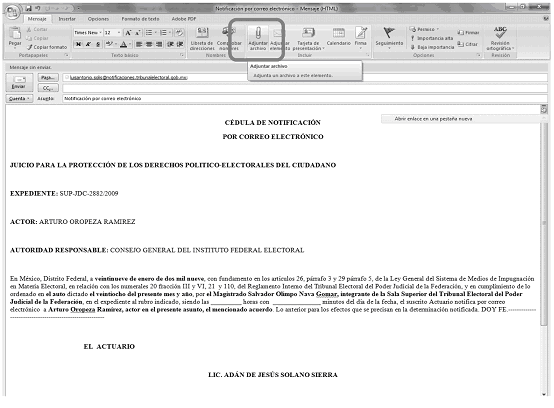 Notificación por correo electrónico - Mensaje (HTML)
Mensaje Insertar Opciones Formato de texto Adobe PDF
Pegar
Cortar
Copiar
Copiar formato
Portapapeles
Times New 12
N K S
Texto básico
Libreta de direcciones
Comprobar nombres
Nombres
Adjuntar archivo
Adjuntar elemento
Tarjeta de presentación
Calendario
Firma
Incluir
Seguimiento
Permiso
Importancia alta
Baja importancia
Opciones
Firmar
Cifrar
Revisión ortográfica
Revisión
Adjuntar archivo
Adjunta un archivo a este elemento.
Mensaje sin enviar.
Enviar
Para...
luisantonio.solis@notificaciones.tribunalelectoral.gob.mx
CC...
Cuenta
Asunto: Notificación por correo electrónico
Abrir enlace en una pestaña nueva
CÉDULA DE NOTIFICACIÓN
POR CORREO ELECTRÓNICO
JUICIO PARA LA PROTECCIÓN DE LOS DERECHOS POLITICO-ELECTORALES DEL CIUDADANO
EXPEDIENTE: SUP-JDC-2882/2009
ACTOR: ARTURO OROPEZA RAMIREZ
AUTORIDAD RESPONSABLE: CONSEJO GENERAL DEL INSTITUTO FEDERAL ELECTORAL
En México, Distrito Federal, a veintinueve de enero de dos mil nueve, con fundamento en los artículos 26, párrafo 3 y 29 párrafo 5, de la Ley General del Sistema de Medios de Impugnación
en Materia Electoral, en relación con los numerales 20 fracción III y VI, 21 y 110, del Reglamento Interno del Tribunal Electoral del Poder Judicial de la Federación, y en cumplimiento de lo
ordenado en el auto dictado el veintiocho del presente mes y año, por el Magistrado Salvador Olimpo Nava Gomar, integrante de la Sala Superior del Tribunal Electoral del Poder
Judicial de la Federación, en el expediente al rubro indicado, siendo las __________ horas con ______________ minutos del día de la fecha, el suscrito Actuario notifica por correo
electrónico a Arturo Oropeza Ramírez, actor en el presente asunto, el mencionado acuerdo. Lo anterior para los efectos que se precisan en la determinación notificada. DOY FE.--------------
------------------------------
EL ACTUARIO
LIC. ADÁN DE JESÚS SOLANO SIERRA